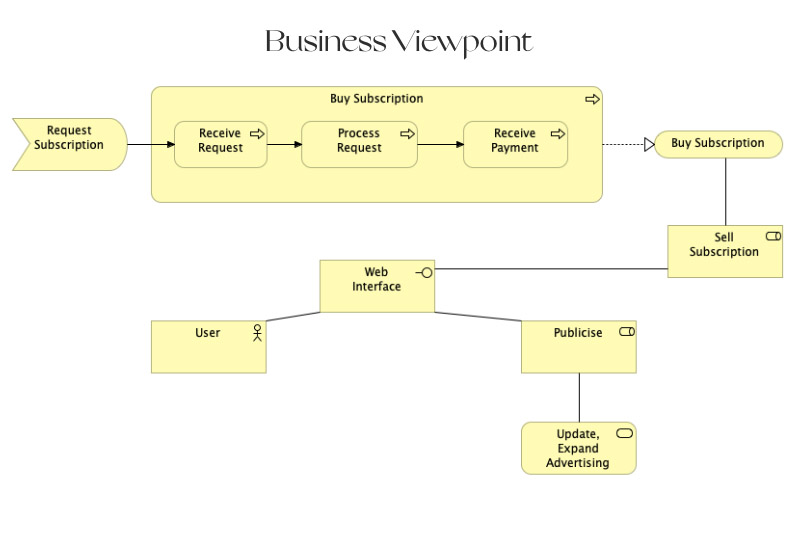 Business Viewpoint
Buy Subscription
Request
Subscription
Receive
Request
Process
Request
Receive
Payment
Buy Subscription
Sell
Subscription
Web
Interface
User
Publicise
Update,
Expand
Advertising